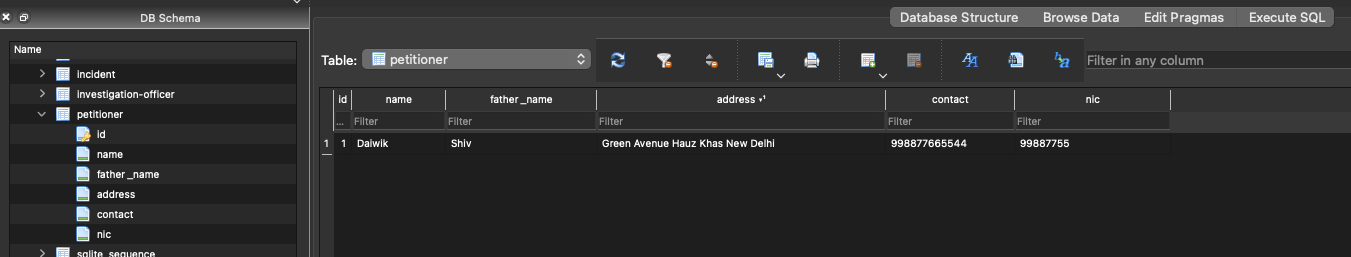 DB Schema
Name
incident
investigation-officer
petitioner
id
name
father_name
address
contact
nic
sqlite_sequence
Database Structure Browse Data Edit Pragmas Execute SQL
Table: petitioner Filter in any column
id name father_name address ▾1 contact nic
... Filter Filter Filter Filter Filter
1 1 Daiwik Shiv Green Avenue Hauz Khas New Delhi 998877665544 99887755